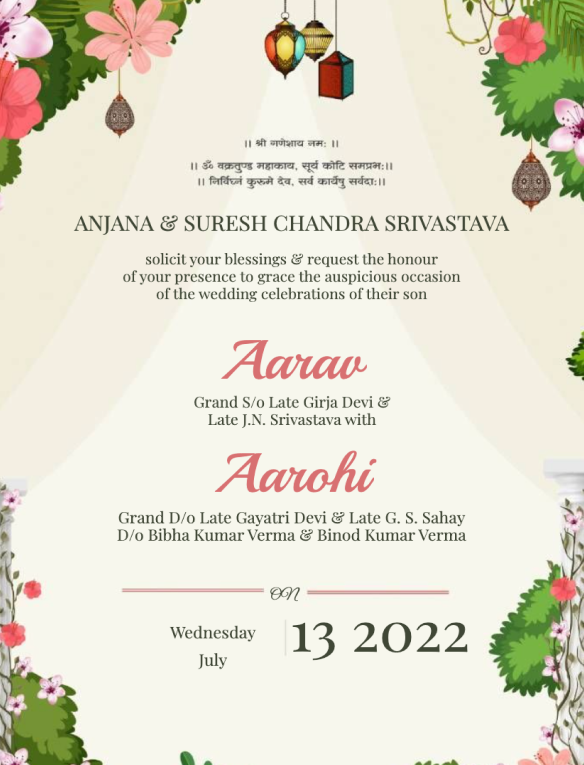 ।। श्री गणेशाय नमः ।।
।। ॐ वक्रतुण्ड महाकाय, सूर्य कोटि समप्रभः।।
।। निर्विघ्नं कुरूमे देव, सर्व कार्येषु सर्वदाः।।
ANJANA & SURESH CHANDRA SRIVASTAVA
solicit your blessings & request the honour
of your presence to grace the auspicious occasion
of the wedding celebrations of their son
Aarav
Grand S/o Late Girja Devi &
Late J.N. Srivastava with
Aarohi
Grand D/o Late Gayatri Devi & Late G. S. Sahay
D/o Bibha Kumar Verma & Binod Kumar Verma
ON
Wednesday
July
13 2022